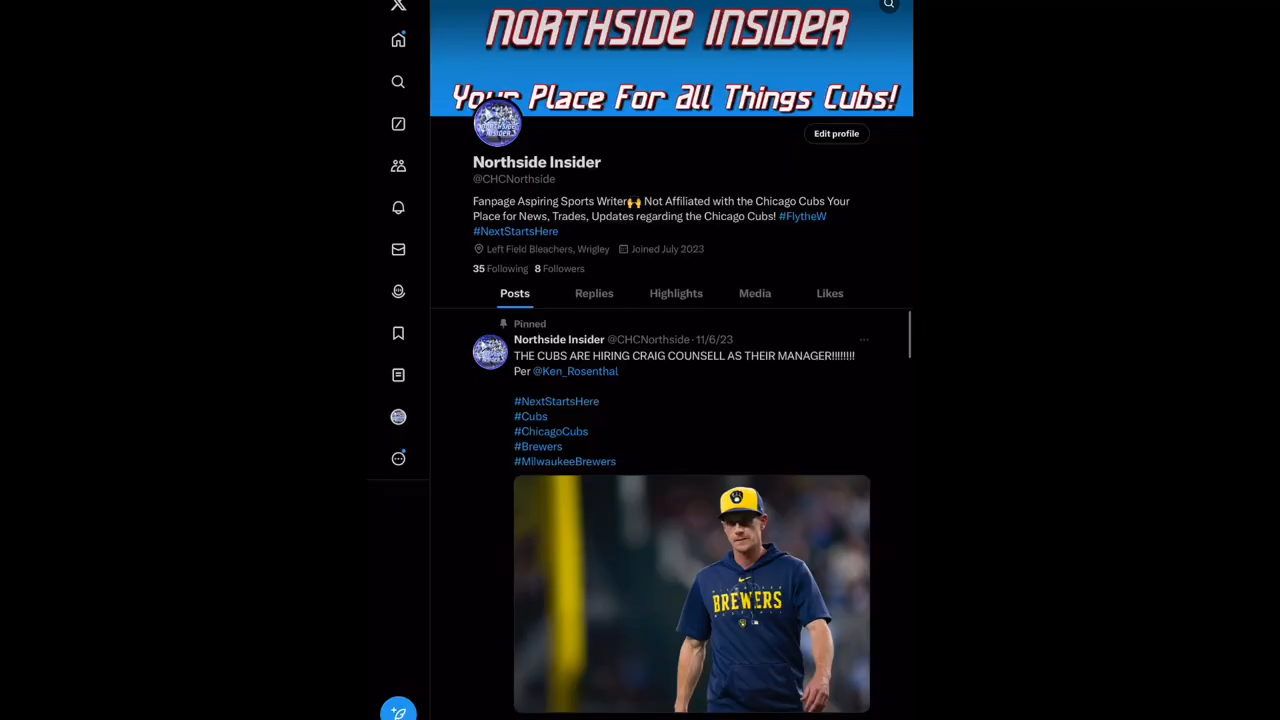 NORTHSIDE INSIDER
Your Place For All Things Cubs!
NORTHSIDE
INSIDER
Edit profile
Northside Insider
@CHCNorthside
Fanpage Aspiring Sports Writer🙌 Not Affiliated with the Chicago Cubs Your
Place for News, Trades, Updates regarding the Chicago Cubs! #FlytheW
#NextStartsHere
Left Field Bleachers, Wrigley Joined July 2023
35 Following 8 Followers
Posts Replies Highlights Media Likes
Pinned
Northside Insider @CHCNorthside · 11/6/23
THE CUBS ARE HIRING CRAIG COUNSELL AS THEIR MANAGER!!!!!!!!
Per @Ken_Rosenthal
#NextStartsHere
#Cubs
#ChicagoCubs
#Brewers
#MilwaukeeBrewers
BREWERS